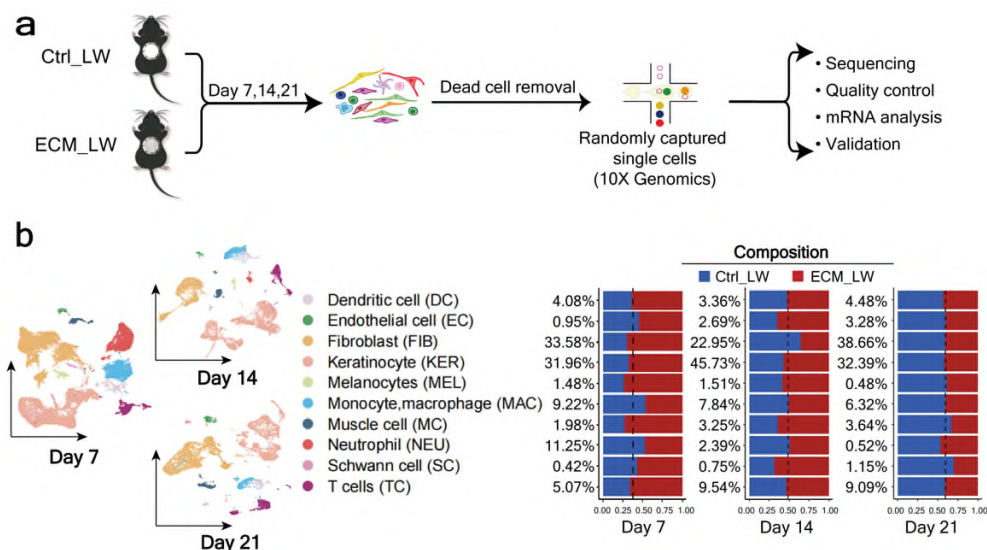 a
Ctrl_LW
ECM_LW
Day 7,14,21
Dead cell removal
Randomly captured
single cells
(10X Genomics)
• Sequencing
• Quality control
• mRNA analysis
• Validation
b
Day 7
Day 14
Day 21
Dendritic cell (DC)
Endothelial cell (EC)
Fibroblast (FIB)
Keratinocyte (KER)
Melanocytes (MEL)
Monocyte,macrophage (MAC)
Muscle cell (MC)
Neutrophil (NEU)
Schwann cell (SC)
T cells (TC)
Composition
Ctrl_LW ECM_LW
4.08% 3.36% 4.48%
0.95% 2.69% 3.28%
33.58% 22.95% 38.66%
31.96% 45.73% 32.39%
1.48% 1.51% 0.48%
9.22% 7.84% 6.32%
1.98% 3.25% 3.64%
11.25% 2.39% 0.52%
0.42% 0.75% 1.15%
5.07% 9.54% 9.09%
0.00 0.25 0.50 0.75 1.00 0.00 0.25 0.50 0.75 1.00 0.00 0.25 0.50 0.75 1.00
Day 7 Day 14 Day 21